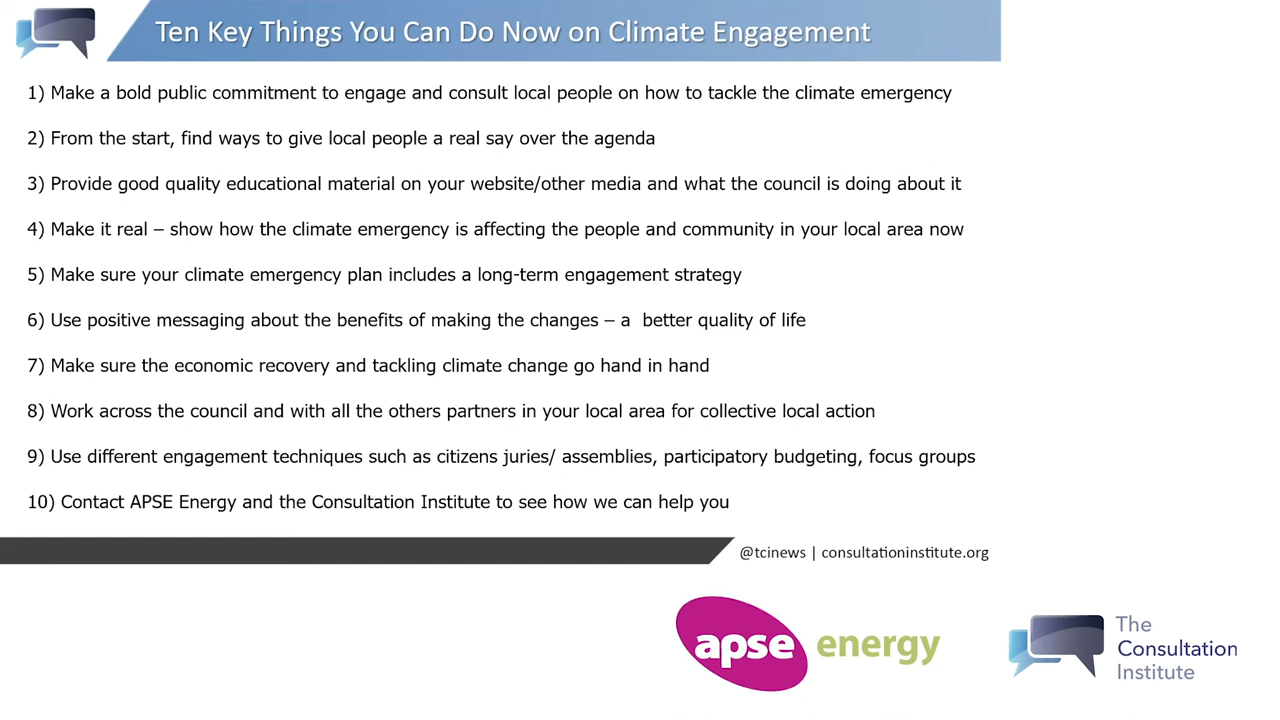 Ten Key Things You Can Do Now on Climate Engagement
1) Make a bold public commitment to engage and consult local people on how to tackle the climate emergency
2) From the start, find ways to give local people a real say over the agenda
3) Provide good quality educational material on your website/other media and what the council is doing about it
4) Make it real – show how the climate emergency is affecting the people and community in your local area now
5) Make sure your climate emergency plan includes a long-term engagement strategy
6) Use positive messaging about the benefits of making the changes – a  better quality of life
7) Make sure the economic recovery and tackling climate change go hand in hand
8) Work across the council and with all the others partners in your local area for collective local action
9) Use different engagement techniques such as citizens juries/ assemblies, participatory budgeting, focus groups
10) Contact APSE Energy and the Consultation Institute to see how we can help you
@tcinews | consultationinstitute.org
apse energy
The
Consultation
Institute